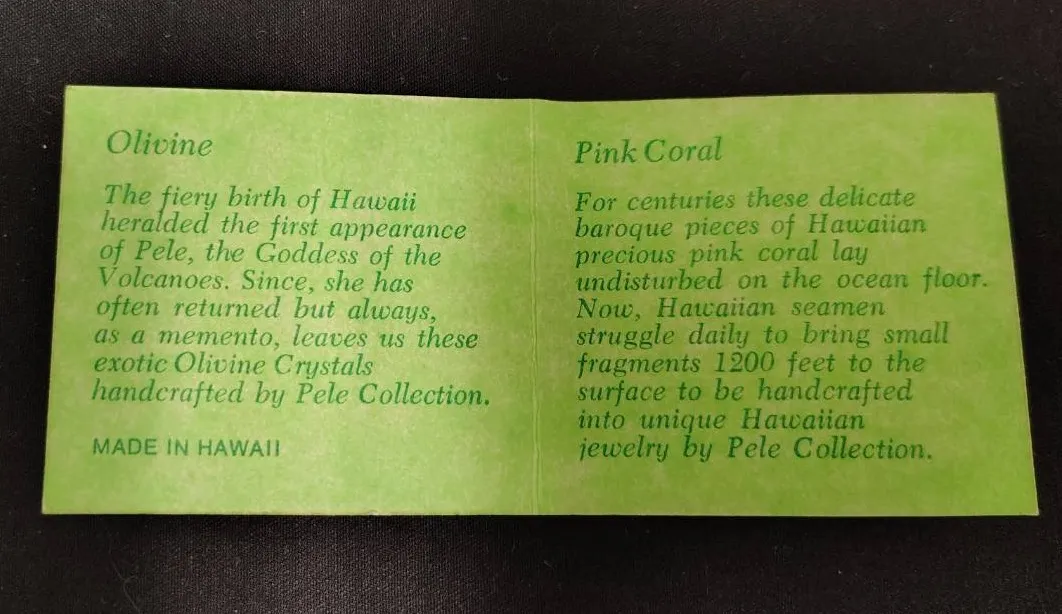 Olivine
The fiery birth of Hawaii
heralded the first appearance
of Pele, the Goddess of the
Volcanoes. Since, she has
often returned but always,
as a memento, leaves us these
exotic Olivine Crystals
handcrafted by Pele Collection.
MADE IN HAWAII
Pink Coral
For centuries these delicate
baroque pieces of Hawaiian
precious pink coral lay
undisturbed on the ocean floor.
Now, Hawaiian seamen
struggle daily to bring small
fragments 1200 feet to the
surface to be handcrafted
into unique Hawaiian
jewelry by Pele Collection.